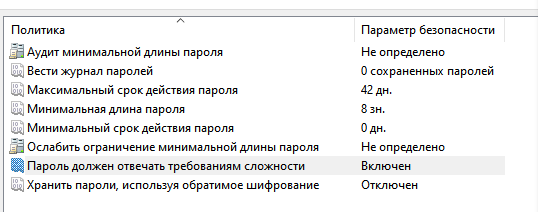 Политика Параметр безопасности
Аудит минимальной длины пароля Не определено
Вести журнал паролей 0 сохраненных паролей
Максимальный срок действия пароля 42 дн.
Минимальная длина пароля 8 зн.
Минимальный срок действия пароля 0 дн.
Ослабить ограничение минимальной длины пароля Не определено
Пароль должен отвечать требованиям сложности Включен
Хранить пароли, используя обратимое шифрование Отключен